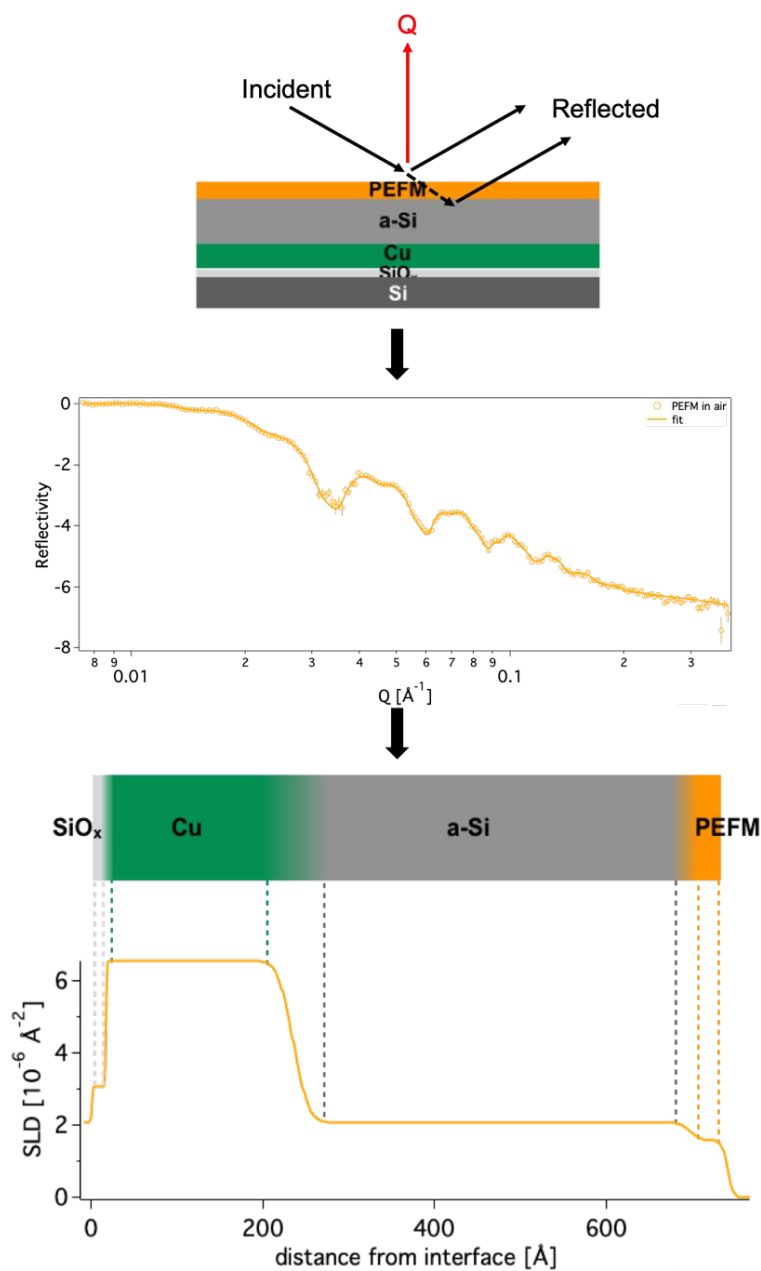 Q
Incident
Reflected
PEFM
a-Si
Cu
SiOₓ
Si
0
-2
-4
-6
-8
Reflectivity
PEFM in air
fit
8 9 0.01 2 3 4 5 6 7 8 9 0.1 2 3
Q [Å⁻¹]
SiOₓ Cu a-Si PEFM
6
4
2
0
SLD [10⁻⁶ Å⁻²]
0 200 400 600
distance from interface [Å]